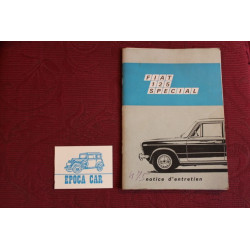 FIAT
125
SPECIAL
EPOCA CAR
notice d'entretien